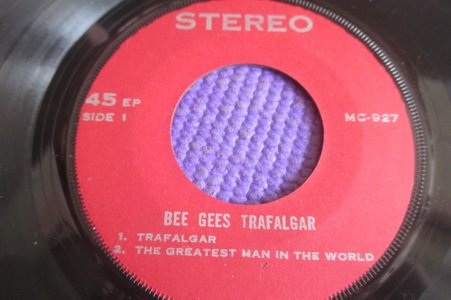 STEREO
45 EP
SIDE 1
MC-927
BEE GEES TRAFALGAR
1. TRAFALGAR
2. THE GREATEST MAN IN THE WORLD